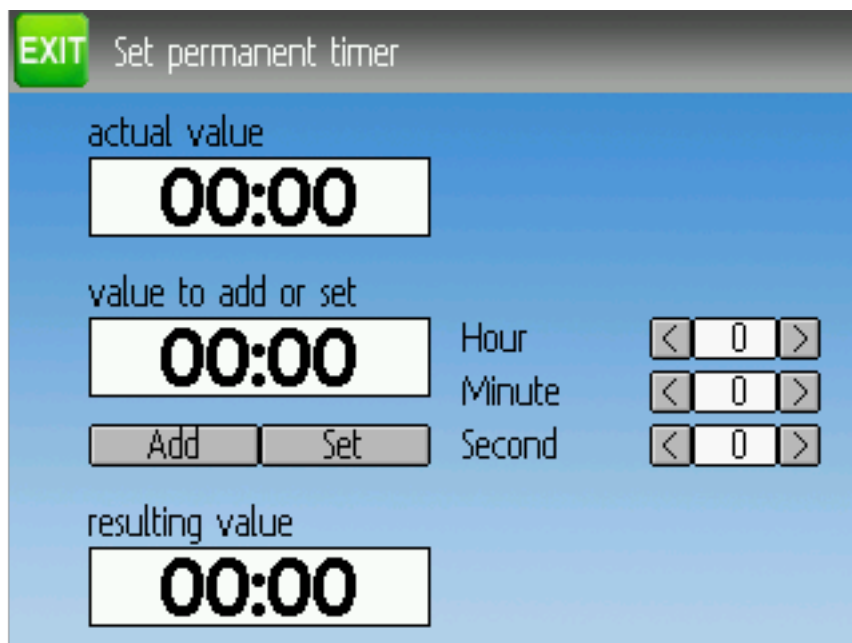 EXIT Set permanent timer
actual value
00:00
value to add or set
00:00
Hour < 0 >
Minute < 0 >
Add Set Second < 0 >
resulting value
00:00